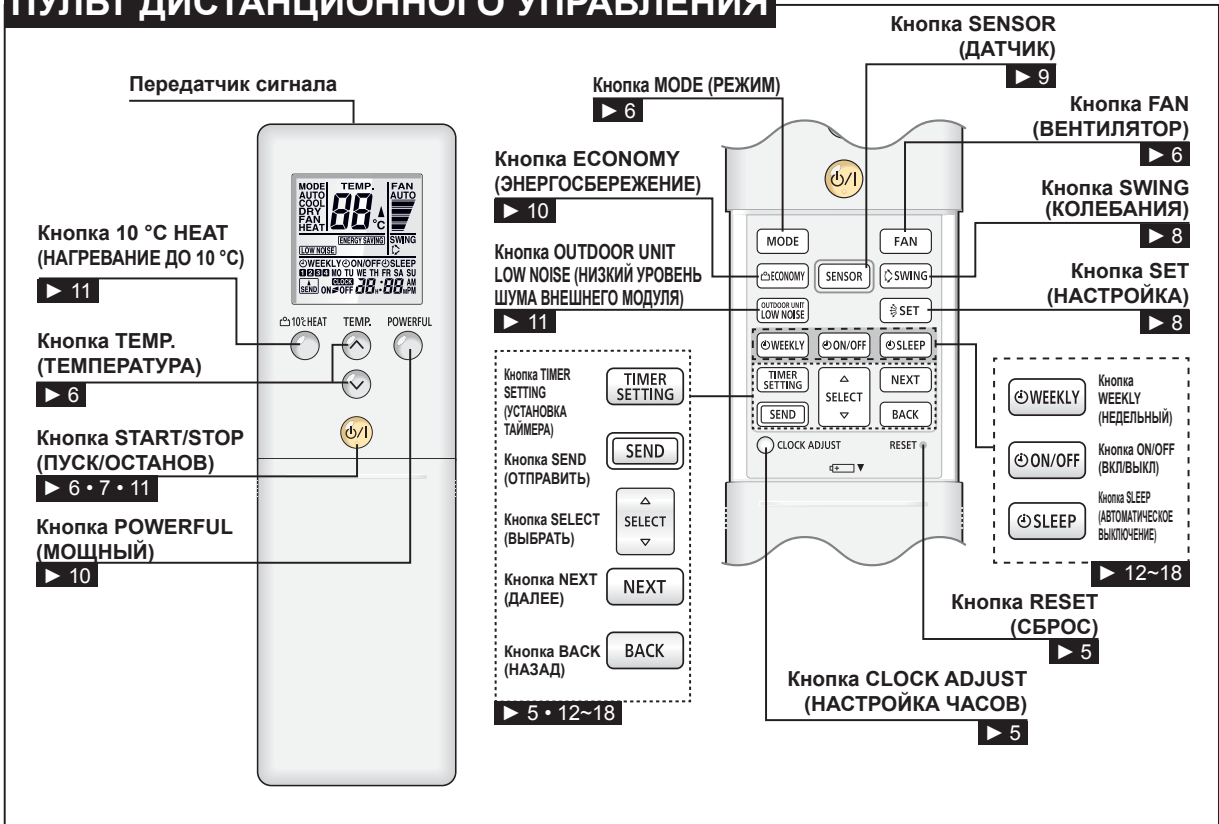 ПУЛЬТ ДИСТАНЦИОННОГО УПРАВЛЕНИЯ
Передатчик сигнала
MODE TEMP. FAN
AUTO AUTO
COOL
DRY
FAN
HEAT
88 °C
ENERGY SAVING SWING
LOW NOISE
WEEKLY ON/OFF SLEEP
1 2 3 4 MO TU WE TH FR SA SU
CLOCK AM
SEND ON OFF 88H:88M PM
10°C HEAT TEMP. POWERFUL
Кнопка 10 °C HEAT
(НАГРЕВАНИЕ ДО 10 °C)
► 11
Кнопка TEMP.
(ТЕМПЕРАТУРА)
► 6
Кнопка START/STOP
(ПУСК/ОСТАНОВ)
► 6 • 7 • 11
Кнопка POWERFUL
(МОЩНЫЙ)
► 10
Кнопка MODE (РЕЖИМ)
► 6
Кнопка ECONOMY
(ЭНЕРГОСБЕРЕЖЕНИЕ)
► 10
Кнопка OUTDOOR UNIT
LOW NOISE (НИЗКИЙ УРОВЕНЬ
ШУМА ВНЕШНЕГО МОДУЛЯ)
► 11
Кнопка TIMER
SETTING
(УСТАНОВКА
ТАЙМЕРА)
TIMER
SETTING
Кнопка SEND
(ОТПРАВИТЬ)
SEND
Кнопка SELECT
(ВЫБРАТЬ)
SELECT
Кнопка NEXT
(ДАЛЕЕ)
NEXT
Кнопка BACK
(НАЗАД)
BACK
► 5 • 12~18
MODE FAN
ECONOMY SENSOR SWING
OUTDOOR UNIT
LOW NOISE
SET
WEEKLY ON/OFF SLEEP
TIMER
SETTING
SELECT
NEXT
SEND BACK
CLOCK ADJUST RESET
Кнопка SENSOR
(ДАТЧИК)
► 9
Кнопка FAN
(ВЕНТИЛЯТОР)
► 6
Кнопка SWING
(КОЛЕБАНИЯ)
► 8
Кнопка SET
(НАСТРОЙКА)
► 8
WEEKLY
Кнопка
WEEKLY
(НЕДЕЛЬНЫЙ)
ON/OFF
Кнопка ON/OFF
(ВКЛ/ВЫКЛ)
SLEEP
Кнопка SLEEP
(АВТОМАТИЧЕСКОЕ
ВЫКЛЮЧЕНИЕ)
► 12~18
Кнопка RESET
(СБРОС)
► 5
Кнопка CLOCK ADJUST
(НАСТРОЙКА ЧАСОВ)
► 5